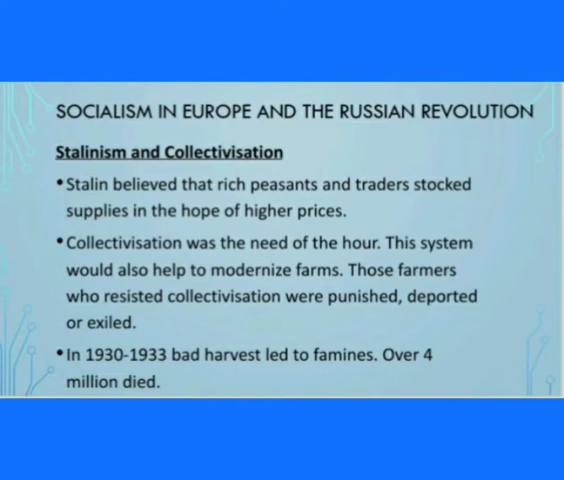 SOCIALISM IN EUROPE AND THE RUSSIAN REVOLUTION
Stalinism and Collectivisation
•Stalin believed that rich peasants and traders stocked
supplies in the hope of higher prices.
•Collectivisation was the need of the hour. This system
would also help to modernize farms. Those farmers
who resisted collectivisation were punished, deported
or exiled.
•In 1930-1933 bad harvest led to famines. Over 4
million died.